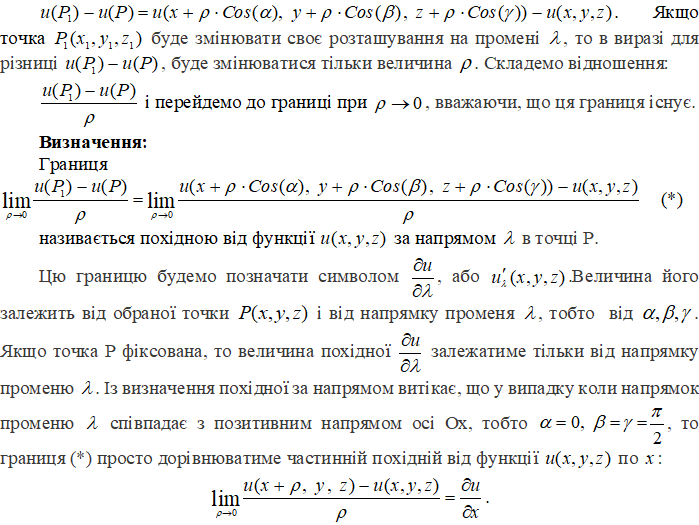 u(P₁) − u(P) = u(x + ρ · Cos(α), y + ρ · Cos(β), z + ρ · Cos(γ)) − u(x, y, z). Якщо
точка P₁(x₁, y₁, z₁) буде змінювати своє розташування на промені λ, то в виразі для
різниці u(P₁) − u(P), буде змінюватися тільки величина ρ. Складемо відношення:
(u(P₁) − u(P))/ρ і перейдемо до границі при ρ → 0, вважаючи, що ця границя існує.
Визначення:
Границя
lim_{ρ→0} (u(P₁) − u(P))/ρ = lim_{ρ→0} (u(x + ρ · Cos(α), y + ρ · Cos(β), z + ρ · Cos(γ)) − u(x, y, z))/ρ (*)
називається похідною від функції u(x, y, z) за напрямом λ в точці P.
Цю границю будемо позначати символом ∂u/∂λ, або u′_λ(x, y, z).Величина його
залежить від обраної точки P(x, y, z) і від напрямку променя λ, тобто від α, β, γ.
Якщо точка P фіксована, то величина похідної ∂u/∂λ залежатиме тільки від напрямку
променю λ. Із визначення похідної за напрямом витікає, що у випадку коли напрямок
променю λ співпадає з позитивним напрямом осі Ox, тобто α = 0, β = γ = π/2, то
границя (*) просто дорівнюватиме частинній похідній від функції u(x, y, z) по x:
lim_{ρ→0} (u(x + ρ, y, z) − u(x, y, z))/ρ = ∂u/∂x.